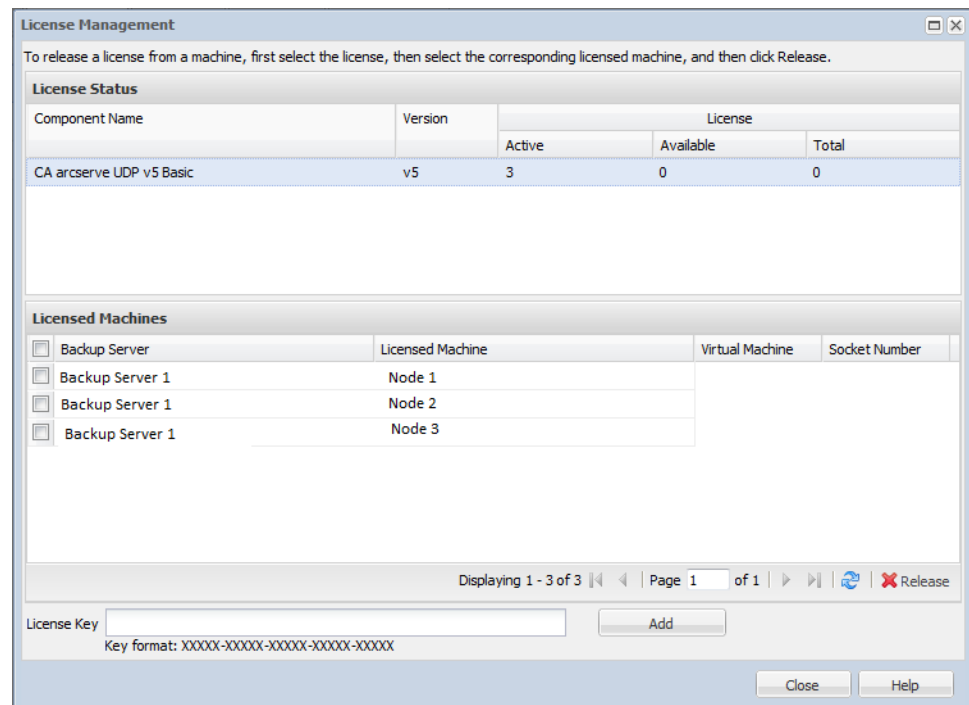 License Management
To release a license from a machine, first select the license, then select the corresponding licensed machine, and then click Release.
License Status
Component Name Version License
Active Available Total
CA arcserve UDP v5 Basic v5 3 0 0
Licensed Machines
Backup Server Licensed Machine Virtual Machine Socket Number
Backup Server 1 Node 1
Backup Server 1 Node 2
Backup Server 1 Node 3
Displaying 1 - 3 of 3 Page 1 of 1 Release
License Key Add
Key format: XXXXX-XXXXX-XXXXX-XXXXX-XXXXX
Close Help